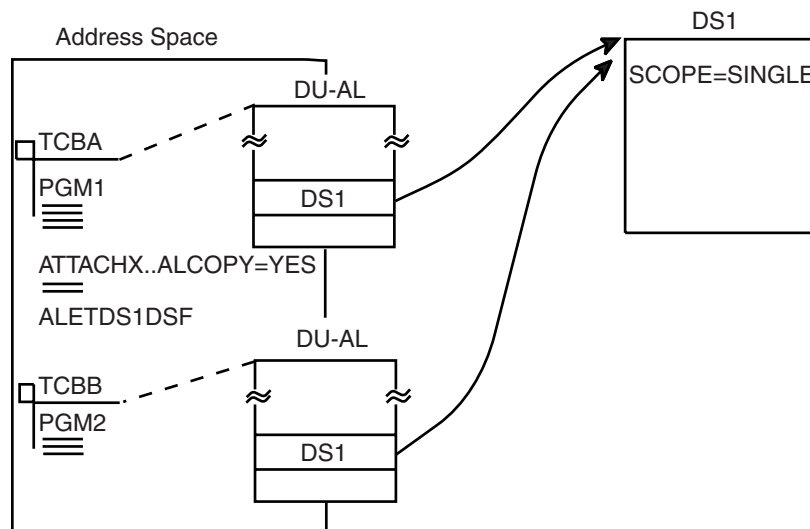 DS1
Address Space
SCOPE=SINGLE
DU-AL
TCBA
PGM1
DS1
ATTACHX..ALCOPY=YES
ALETDS1DSF
DU-AL
TCBB
PGM2
DS1